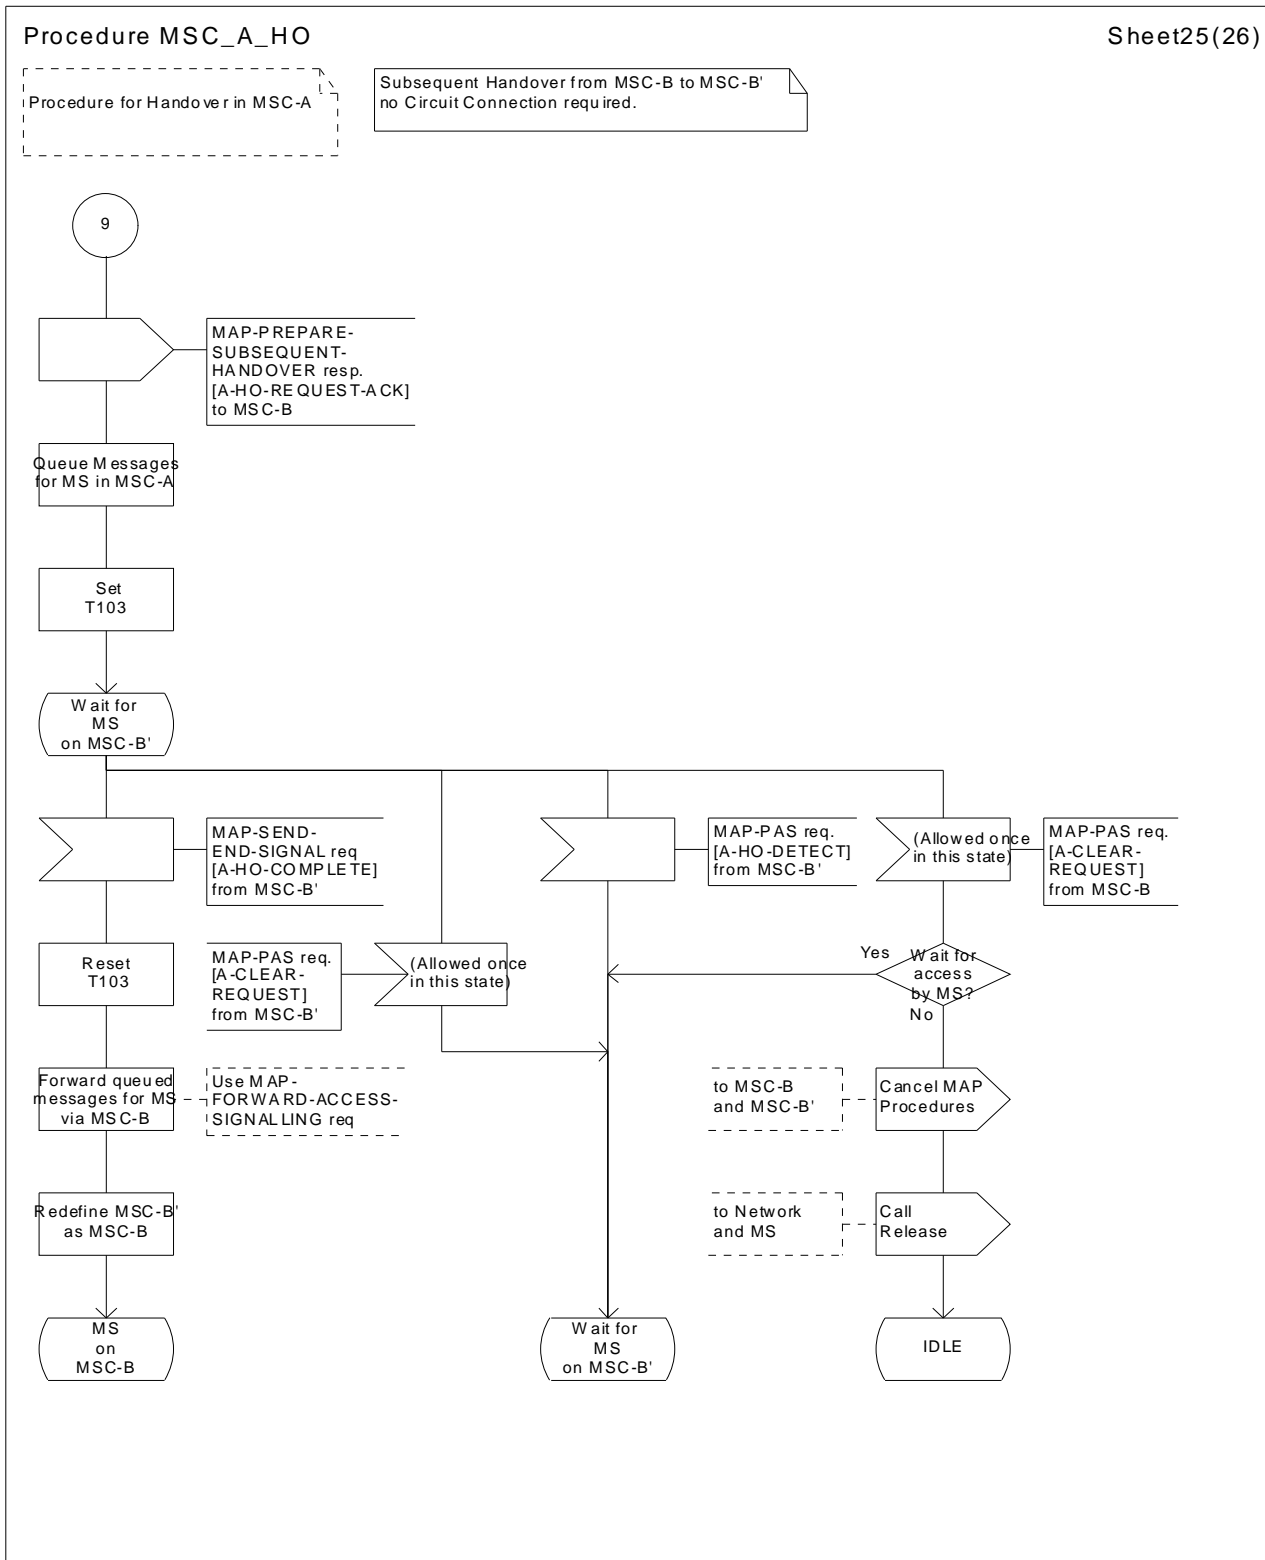 Procedure MSC_A_HO
Sheet25(26)
Procedure for Handover in MSC-A
Subsequent Handover from MSC-B to MSC-B'
no Circuit Connection required.
9
MAP-PREPARE-
SUBSEQUENT-
HANDOVER resp.
[A-HO-REQUEST-ACK]
to MSC-B
Queue Messages
for MS in MSC-A
Set
T103
Wait for
MS
on MSC-B'
MAP-SEND-
END-SIGNAL req
[A-HO-COMPLETE]
from MSC-B'
MAP-PAS req.
[A-HO-DETECT]
from MSC-B'
(Allowed once
in this state)
MAP-PAS req.
[A-CLEAR-
REQUEST]
from MSC-B
Reset
T103
MAP-PAS req.
[A-CLEAR-
REQUEST]
from MSC-B'
(Allowed once
in this state)
Yes
Wait for
access
by MS?
No
Forward queued
messages for MS
via MSC-B
Use MAP-
FORWARD-ACCESS-
SIGNALLING req
to MSC-B
and MSC-B'
Cancel MAP
Procedures
Redefine MSC-B'
as MSC-B
to Network
and MS
Call
Release
MS
on
MSC-B
Wait for
MS
on MSC-B'
IDLE